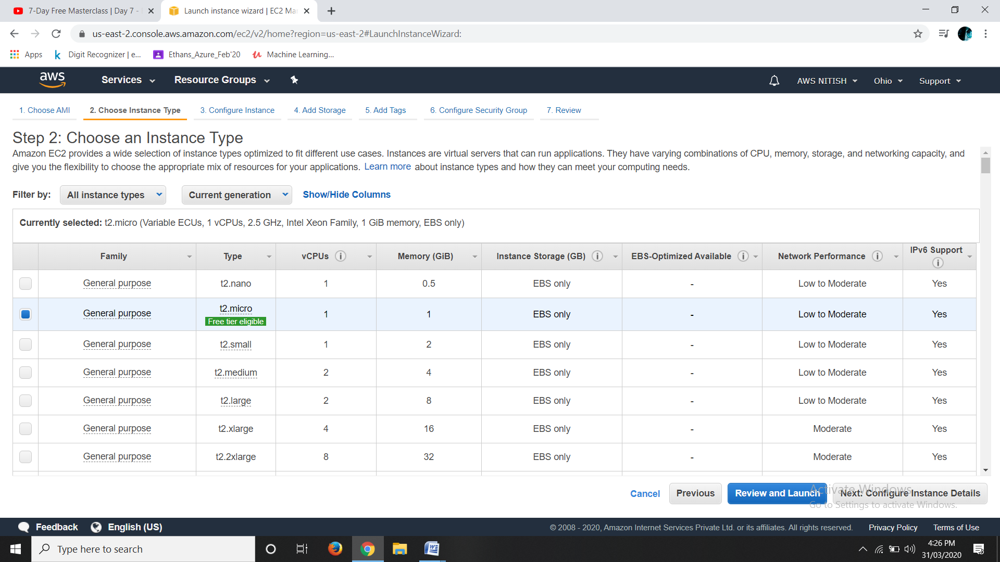 7-Day Free Masterclass | Day 7 -
Launch instance wizard | EC2 Ma
us-east-2.console.aws.amazon.com/ec2/v2/home?region=us-east-2#LaunchInstanceWizard:
Apps Digit Recognizer | e... Ethans_Azure_Feb'20 Machine Learning...
aws Services Resource Groups AWS NITISH Ohio Support
1. Choose AMI 2. Choose Instance Type 3. Configure Instance 4. Add Storage 5. Add Tags 6. Configure Security Group 7. Review
Step 2: Choose an Instance Type
Amazon EC2 provides a wide selection of instance types optimized to fit different use cases. Instances are virtual servers that can run applications. They have varying combinations of CPU, memory, storage, and networking capacity, and
give you the flexibility to choose the appropriate mix of resources for your applications. Learn more about instance types and how they can meet your computing needs.
Filter by: All instance types Current generation Show/Hide Columns
Currently selected: t2.micro (Variable ECUs, 1 vCPUs, 2.5 GHz, Intel Xeon Family, 1 GiB memory, EBS only)
Family Type vCPUs Memory (GiB) Instance Storage (GB) EBS-Optimized Available Network Performance IPv6 Support
General purpose t2.nano 1 0.5 EBS only - Low to Moderate Yes
General purpose t2.micro 1 1 EBS only - Low to Moderate Yes
Free tier eligible
General purpose t2.small 1 2 EBS only - Low to Moderate Yes
General purpose t2.medium 2 4 EBS only - Low to Moderate Yes
General purpose t2.large 2 8 EBS only - Low to Moderate Yes
General purpose t2.xlarge 4 16 EBS only - Moderate Yes
General purpose t2.2xlarge 8 32 EBS only - Moderate Yes
Cancel Previous Review and Launch Next: Configure Instance Details
Activate Windows
Go to Settings to activate Windows.
Feedback English (US) © 2008 - 2020, Amazon Internet Services Private Ltd. or its affiliates. All rights reserved. Privacy Policy Terms of Use
Type here to search
4:26 PM
31/03/2020